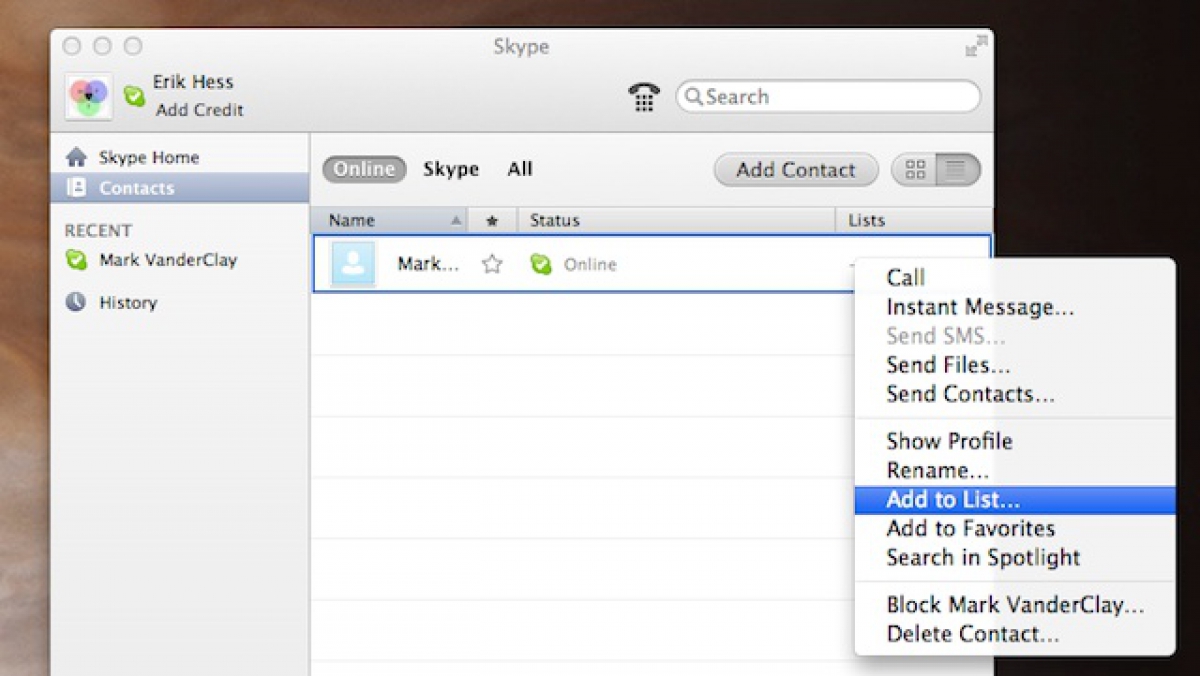 Skype
Erik Hess
Add Credit
Search
Skype Home
Contacts
RECENT
Mark VanderClay
History
Online Skype All Add Contact
Name Status Lists
Mark... Online
Call
Instant Message...
Send SMS...
Send Files...
Send Contacts...
Show Profile
Rename...
Add to List...
Add to Favorites
Search in Spotlight
Block Mark VanderClay...
Delete Contact...